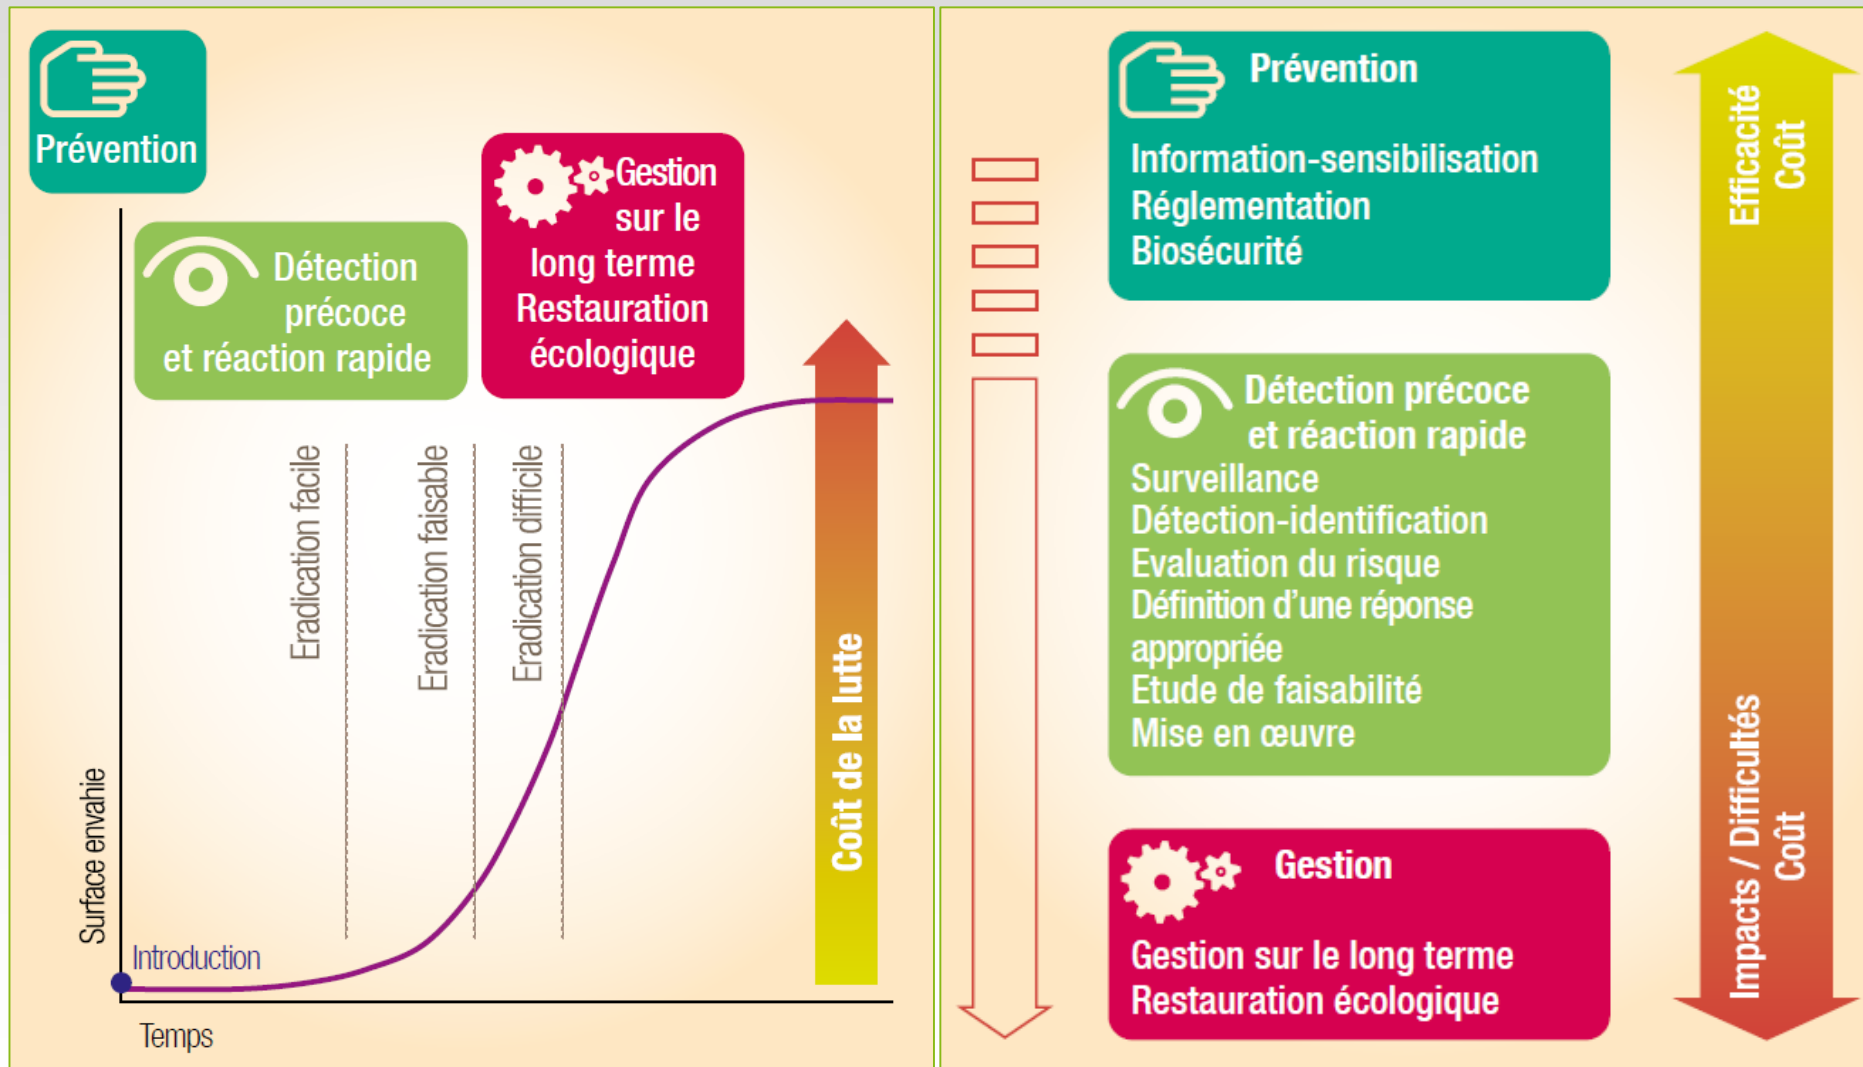 Prévention
Détection
précoce
et réaction rapide
Gestion
sur le
long terme
Restauration
écologique
Eradication facile
Eradication faisable
Eradication difficile
Coût de la lutte
Surface envahie
Introduction
Temps
Prévention
Information-sensibilisation
Réglementation
Biosécurité
Détection précoce
et réaction rapide
Surveillance
Détection-identification
Evaluation du risque
Définition d'une réponse
appropriée
Etude de faisabilité
Mise en œuvre
Gestion
Gestion sur le long terme
Restauration écologique
Efficacité
Coût
Impacts / Difficultés
Coût